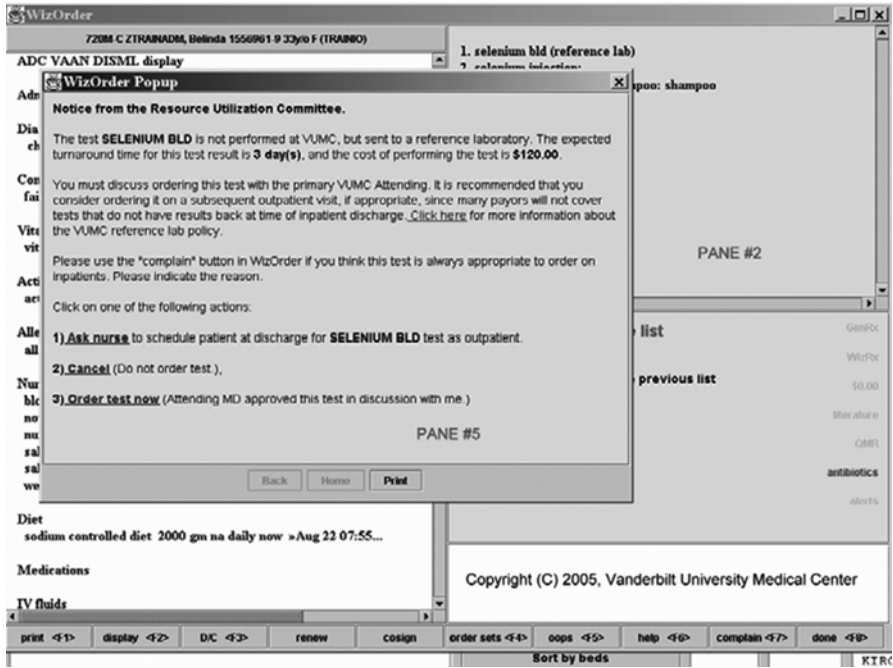 WizOrder
720M-C ZTRAINADM, Belinda 1556961-9 33y/o F (TRAINIO)
ADC VAAN DISML display
1. selenium bld (reference lab)
2. selenium injection:
shampoo: shampoo
WizOrder Popup
Notice from the Resource Utilization Committee.
The test SELENIUM BLD is not performed at VUMC, but sent to a reference laboratory. The expected
turnaround time for this test result is 3 day(s), and the cost of performing the test is $120.00.
You must discuss ordering this test with the primary VUMC Attending. It is recommended that you
consider ordering it on a subsequent outpatient visit, if appropriate, since many payors will not cover
tests that do not have results back at time of inpatient discharge. Click here for more information about
the VUMC reference lab policy.
Please use the "complain" button in WizOrder if you think this test is always appropriate to order on
inpatients. Please indicate the reason.
Click on one of the following actions:
1) Ask nurse to schedule patient at discharge for SELENIUM BLD test as outpatient.
2) Cancel (Do not order test.),
3) Order test now (Attending MD approved this test in discussion with me.)
PANE #5
Back Home Print
PANE #2
list
previous list
GenRx
WizRx
$0.00
literature
QMR
antibiotics
alerts
Diet
sodium controlled diet 2000 gm na daily now »Aug 22 07:55...
Medications
IV fluids
Copyright (C) 2005, Vanderbilt University Medical Center
print <F1> display <F2> D/C <F3> renew cosign order sets <F4> oops <F5> help <F6> complain <F7> done <F8>
Sort by beds